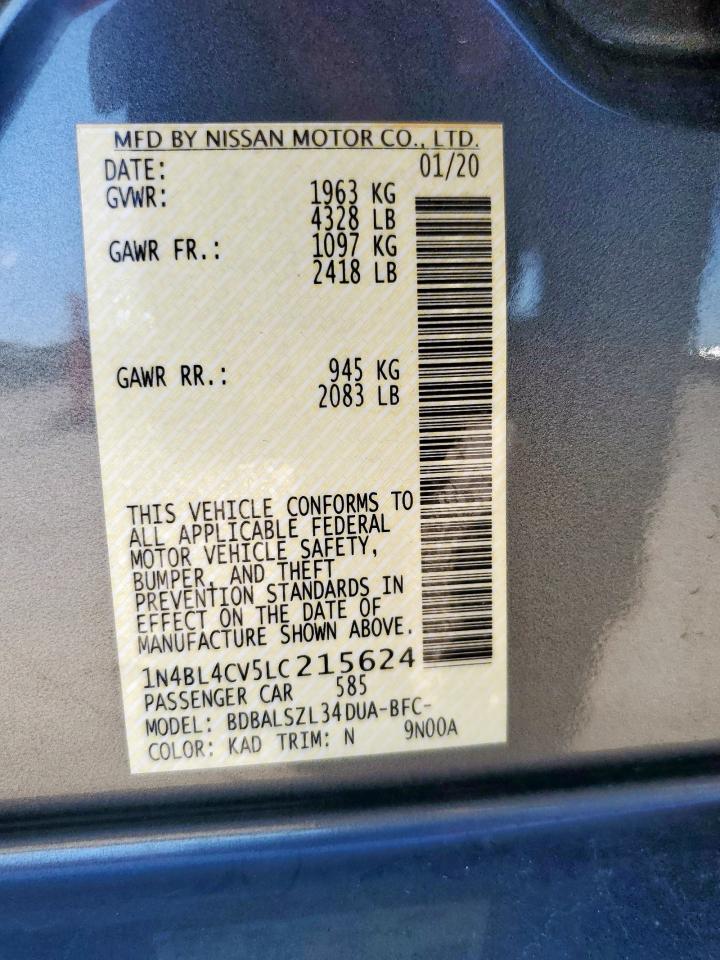 MFD BY NISSAN MOTOR CO., LTD.
DATE: 01/20
GVWR: 1963 KG
4328 LB
GAWR FR.: 1097 KG
2418 LB
GAWR RR.: 945 KG
2083 LB
THIS VEHICLE CONFORMS TO
ALL APPLICABLE FEDERAL
MOTOR VEHICLE SAFETY,
BUMPER, AND THEFT
PREVENTION STANDARDS IN
EFFECT ON THE DATE OF
MANUFACTURE SHOWN ABOVE.
1N4BL4CV5LC215624
PASSENGER CAR 585
MODEL: BDBALSZL34DUA-BFC-
COLOR: KAD TRIM: N 9N00A